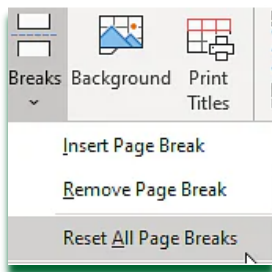 Breaks Background Print
Titles
Insert Page Break
Remove Page Break
Reset All Page Breaks